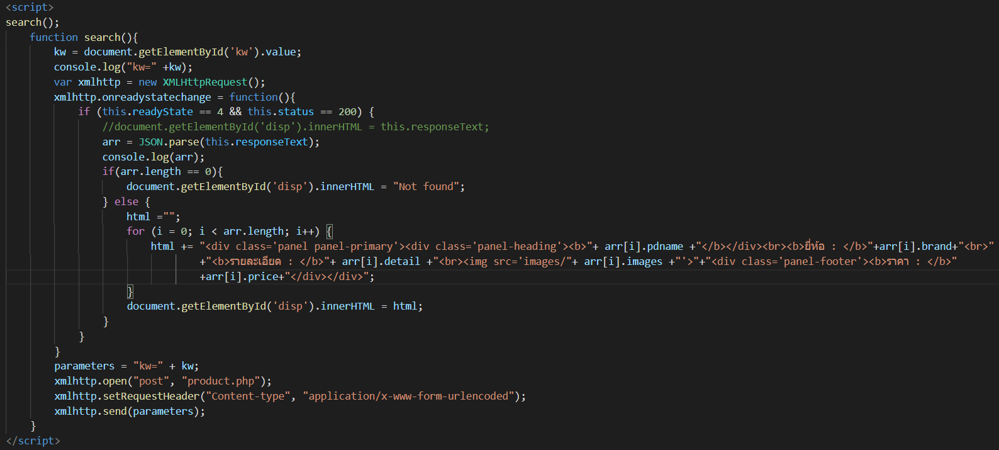 <script>
search();
function search(){
kw = document.getElementById('kw').value;
console.log("kw=" +kw);
var xmlhttp = new XMLHttpRequest();
xmlhttp.onreadystatechange = function(){
if (this.readyState == 4 && this.status == 200) {
//document.getElementById('disp').innerHTML = this.responseText;
arr = JSON.parse(this.responseText);
console.log(arr);
if(arr.length == 0){
document.getElementById('disp').innerHTML = "Not found";
} else {
html ="";
for (i = 0; i < arr.length; i++) {
html += "<div class='panel panel-primary'><div class='panel-heading'><b>"+ arr[i].pdname +"</b></div><br><b>ยี่ห้อ : </b>"+arr[i].brand+"<br>"
+"<b>รายละเอียด : </b>"+ arr[i].detail +"<br><img src='images/"+ arr[i].images +"'>"+"<div class='panel-footer'><b>ราคา : </b>"
+arr[i].price+"</div></div>";
}
document.getElementById('disp').innerHTML = html;
}
}
}
parameters = "kw=" + kw;
xmlhttp.open("post", "product.php");
xmlhttp.setRequestHeader("Content-type", "application/x-www-form-urlencoded");
xmlhttp.send(parameters);
}
</script>